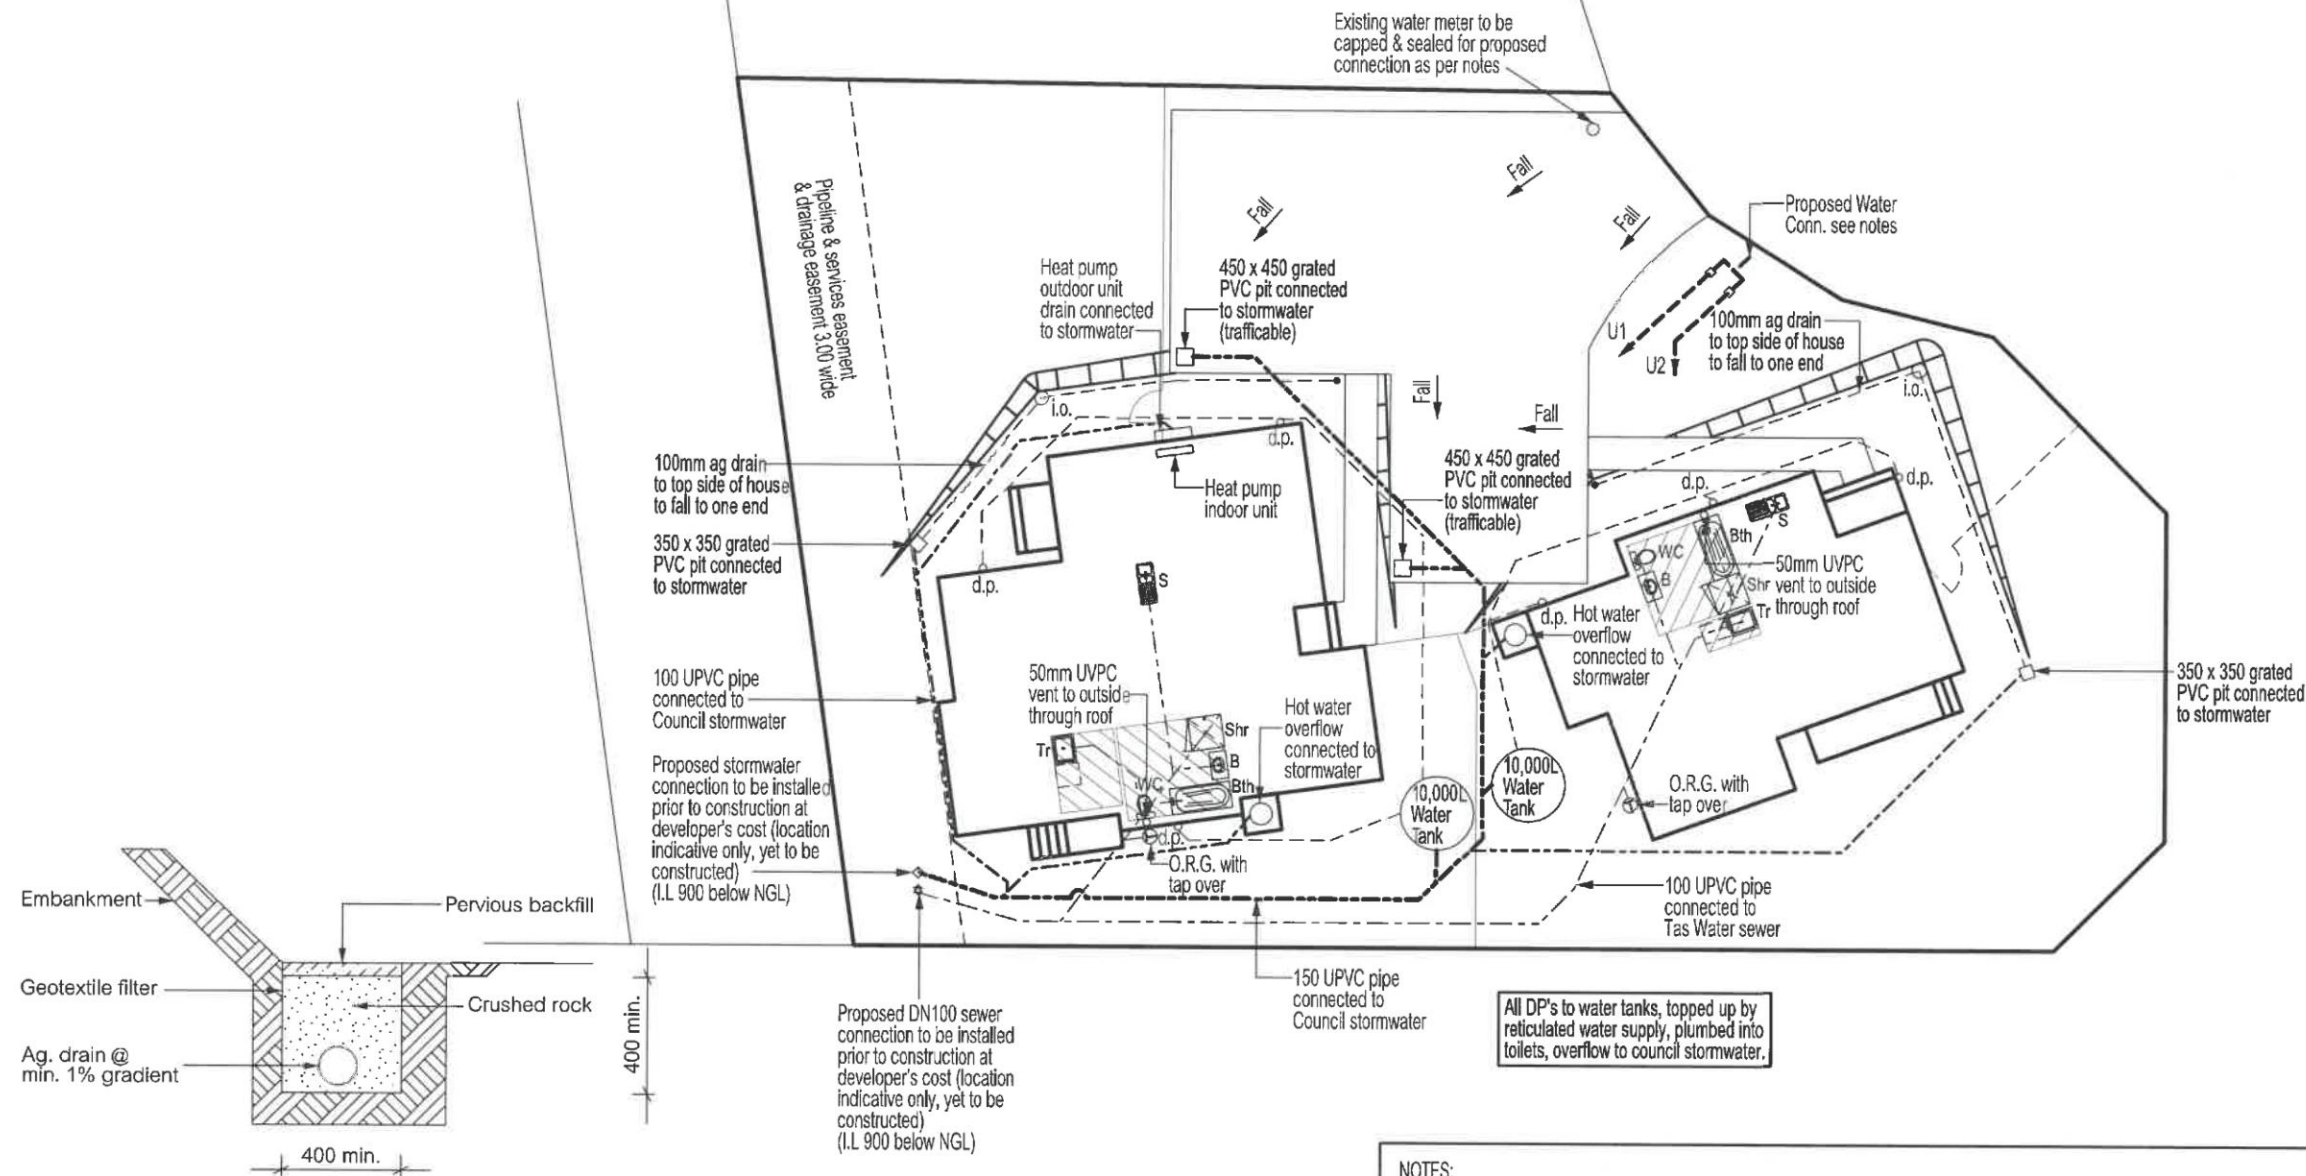 Existing water meter to be
capped & sealed for proposed
connection as per notes
Fall
Fall
Fall
Proposed Water
Conn. see notes
Pipeline & services easement
& drainage easement 3.00 wide
Heat pump
outdoor unit
drain connected
to stormwater
450 x 450 grated
PVC pit connected
to stormwater
(trafficable)
U1
U2
100mm ag drain
to top side of house
to fall to one end
i.o.
i.o.
Fall
Fall
d.p.
100mm ag drain
to top side of house
to fall to one end
350 x 350 grated
PVC pit connected
to stormwater
Heat pump
indoor unit
450 x 450 grated
PVC pit connected
to stormwater
(trafficable)
d.p.
d.p.
S
WC
Bth
B
Shr
Tr
50mm UVPC
vent to outside
through roof
d.p.
S
d.p.
Hot water
overflow
connected to
stormwater
100 UPVC pipe
connected to
Council stormwater
50mm UVPC
vent to outside
through roof
Hot water
overflow
connected to
stormwater
350 x 350 grated
PVC pit connected
to stormwater
Tr
Shr
B
WC
Bth
d.p.
Proposed stormwater
connection to be installed
prior to construction at
developer's cost (location
indicative only, yet to be
constructed)
(I.L 900 below NGL)
10,000L
Water
Tank
10,000L
Water
Tank
O.R.G. with
tap over
O.R.G. with
tap over
100 UPVC pipe
connected to
Tas Water sewer
Embankment
Pervious backfill
Geotextile filter
Crushed rock
Ag. drain @
min. 1% gradient
400 min.
400 min.
Proposed DN100 sewer
connection to be installed
prior to construction at
developer's cost (location
indicative only, yet to be
constructed)
(I.L 900 below NGL)
150 UPVC pipe
connected to
Council stormwater
All DP's to water tanks, topped up by
reticulated water supply, plumbed into
toilets, overflow to council stormwater.
NOTES: